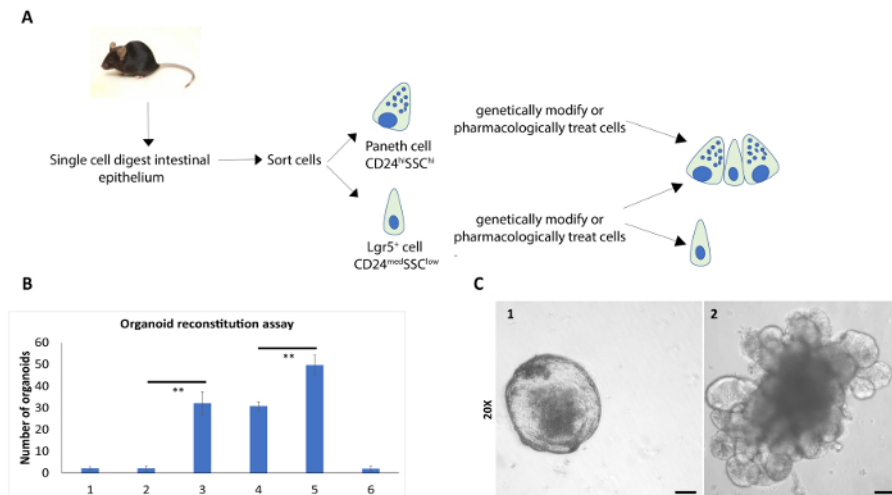 A
genetically modify or
pharmacologically treat cells
Paneth cell
CD24hiSSChi
Single cell digest intestinal
epithelium
Sort cells
genetically modify or
pharmacologically treat cells
Lgr5+ cell
CD24medSSClow
B
C
Organoid reconstitution assay
Number of organoids
60
50
40
30
20
10
0
**
**
1
2
3
4
5
6
20X
1
2